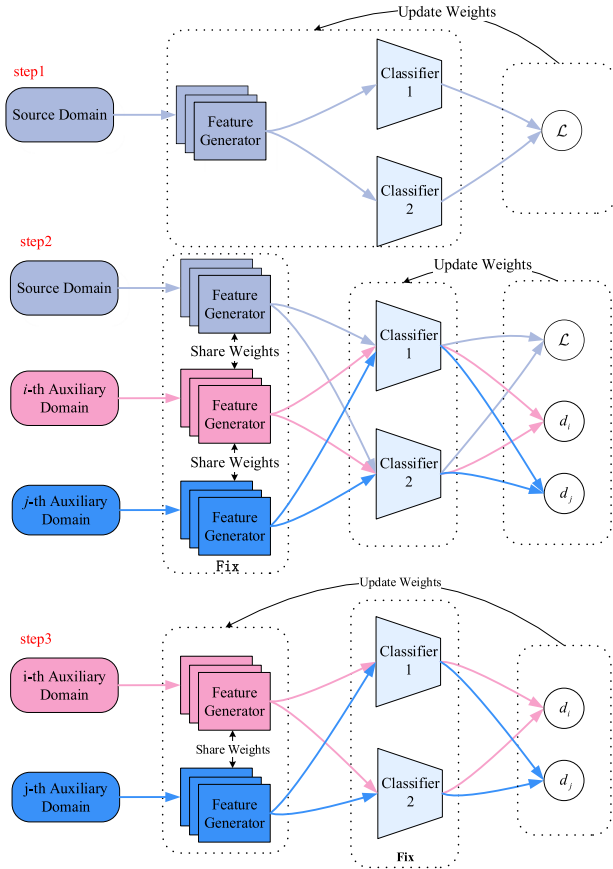 Update Weights
step1
Source Domain
Feature
Generator
Classifier
1
Classifier
2
ℒ
step2
Update Weights
Source Domain
Feature
Generator
Share Weights
i-th Auxiliary
Domain
Feature
Generator
Share Weights
j-th Auxiliary
Domain
Feature
Generator
Fix
Classifier
1
Classifier
2
ℒ
d_i
d_j
Update Weights
step3
i-th Auxiliary
Domain
Feature
Generator
Share Weights
j-th Auxiliary
Domain
Feature
Generator
Classifier
1
Classifier
2
Fix
d_i
d_j